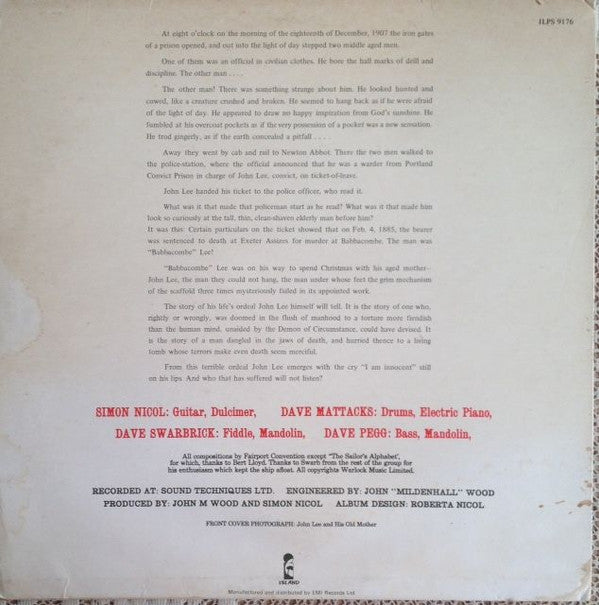 ILPS 9176
At eight o'clock on the morning of the eighteenth of December, 1907 the iron gates
of a prison opened, and out into the light of day stepped two middle aged men.
One of them was an official in civilian clothes. He bore the hall marks of drill and
discipline. The other man . . . .
The other man! There was something strange about him. He looked hunted and
cowed, like a creature crushed and broken. He seemed to hang back as if he were afraid
of the light of day. He appeared to draw no happy inspiration from God's sunshine. He
fumbled at his overcoat pockets as if the very possession of a pocket was a new sensation.
He trod gingerly, as if the earth concealed a pitfall . . . .
Away they went by cab and rail to Newton Abbot. There the two men walked to
the police-station, where the official announced that he was a warder from Portland
Convict Prison in charge of John Lee, convict, on ticket-of-leave.
John Lee handed his ticket to the police officer, who read it.
What was it that made that policeman start as he read? What was it that made him
look so curiously at the tall, thin, clean-shaven elderly man before him?
It was this: Certain particulars on the ticket showed that on Feb. 4, 1885, the bearer
was sentenced to death at Exeter Assizes for murder at Babbacombe. The man was
"Babbacombe" Lee!
"Babbacombe" Lee was on his way to spend Christmas with his aged mother–
John Lee, the man they could not hang, the man under whose feet the grim mechanism
of the scaffold three times mysteriously failed in its appointed work.
The story of his life's ordeal John Lee himself will tell. It is the story of one who,
rightly or wrongly, was doomed in the flush of manhood to a torture more fiendish
than the human mind, unaided by the Demon of Circumstance, could have devised. It
is the story of a man dangled in the jaws of death, and hurried thence to a living
tomb whose terrors make even death seem merciful.
From this terrible ordeal John Lee emerges with the cry "I am innocent" still
on his lips. And who that has suffered will not listen?
SIMON NICOL: Guitar, Dulcimer, DAVE MATTACKS: Drums, Electric Piano,
DAVE SWARBRICK: Fiddle, Mandolin, DAVE PEGG: Bass, Mandolin,
All compositions by Fairport Convention except 'The Sailor's Alphabet',
for which, thanks to Bert Lloyd. Thanks to Swarb from the rest of the group for
his enthusiasm which kept the ship afloat. All copyrights Warlock Music Limited.
RECORDED AT: SOUND TECHNIQUES LTD. ENGINEERED BY: JOHN "MILDENHALL" WOOD
PRODUCED BY: JOHN M WOOD AND SIMON NICOL ALBUM DESIGN: ROBERTA NICOL
FRONT COVER PHOTOGRAPH: John Lee and His Old Mother
ISLAND
Manufactured and distributed by EMI Records Ltd.